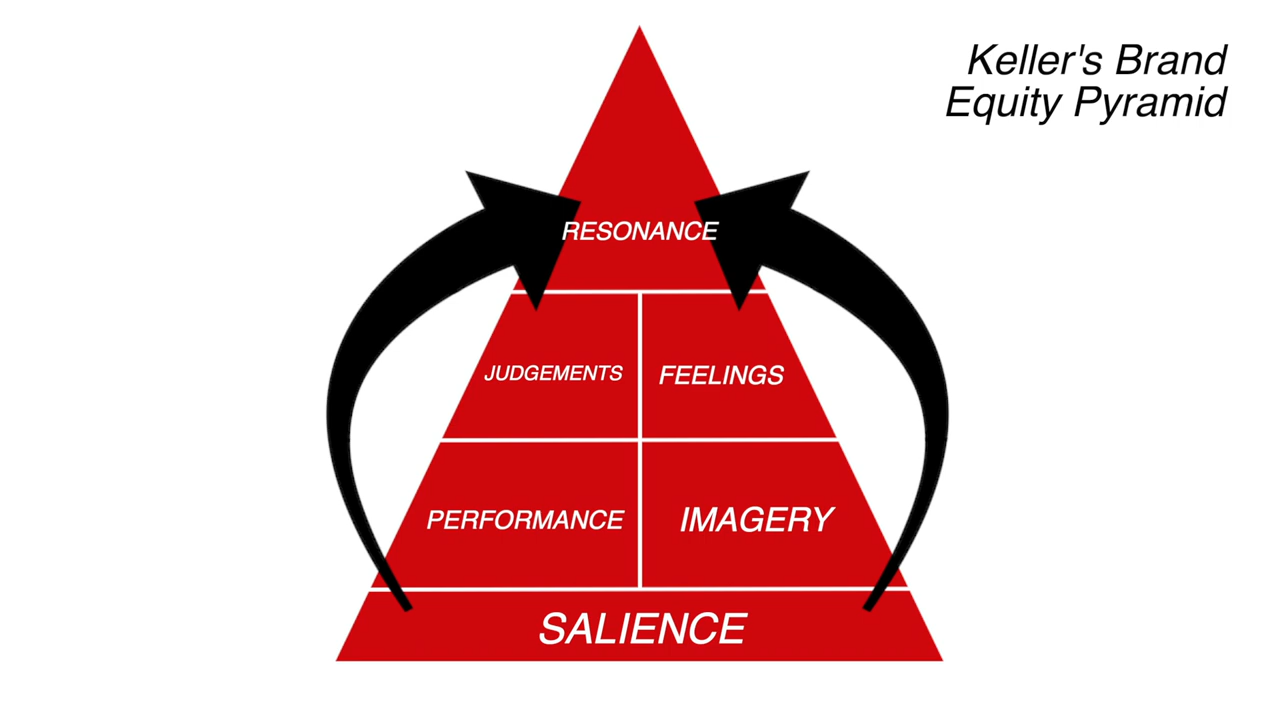 Keller's Brand
Equity Pyramid
RESONANCE
JUDGEMENTS
FEELINGS
PERFORMANCE
IMAGERY
SALIENCE